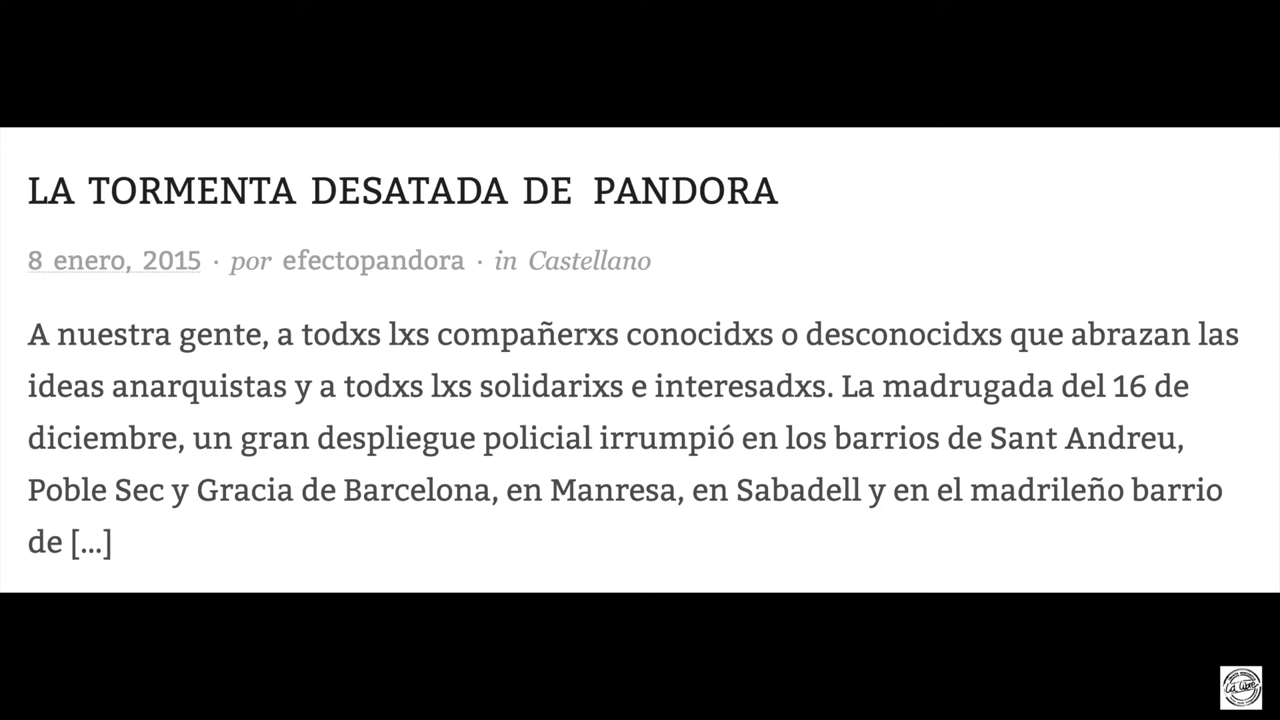 LA TORMENTA DESATADA DE PANDORA
8 enero, 2015 · por efectopandora · in Castellano
A nuestra gente, a todxs lxs compañerxs conocidxs o desconocidxs que abrazan las
ideas anarquistas y a todxs lxs solidarixs e interesadxs. La madrugada del 16 de
diciembre, un gran despliegue policial irrumpió en los barrios de Sant Andreu,
Poble Sec y Gracia de Barcelona, en Manresa, en Sabadell y en el madrileño barrio
de [...]
La Libre